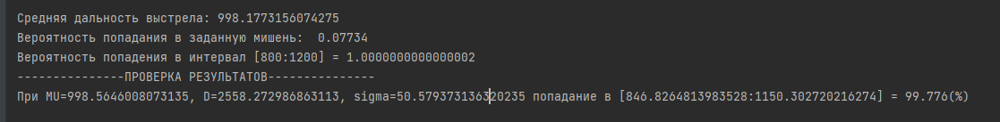 Средняя дальность выстрела: 998.1773156074275
Вероятность попадания в заданную мишень:  0.07734
Вероятность попадения в интервал [800:1200] = 1.0000000000000002
---------------ПРОВЕРКА РЕЗУЛЬТАТОВ---------------
При MU=998.5646008073135, D=2558.272986863113, sigma=50.579373136320235 попадание в [846.8264813983528:1150.302720216274] = 99.776(%)